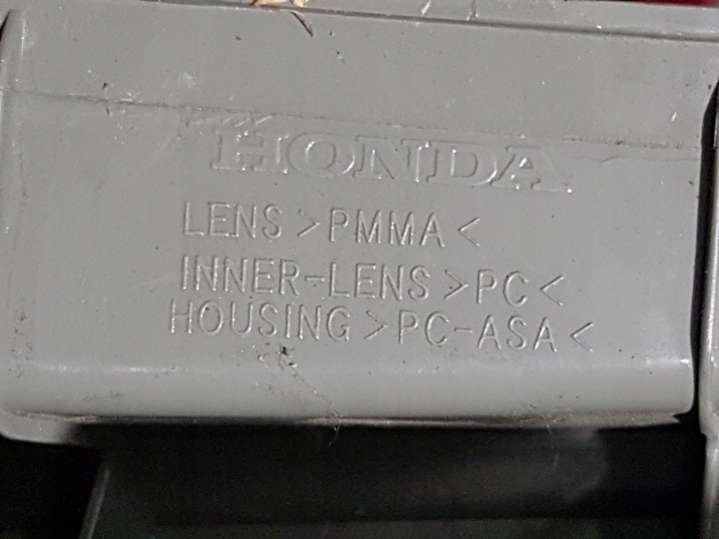 HONDA
LENS >PMMA<
INNER-LENS >PC<
HOUSING >PC-ASA<